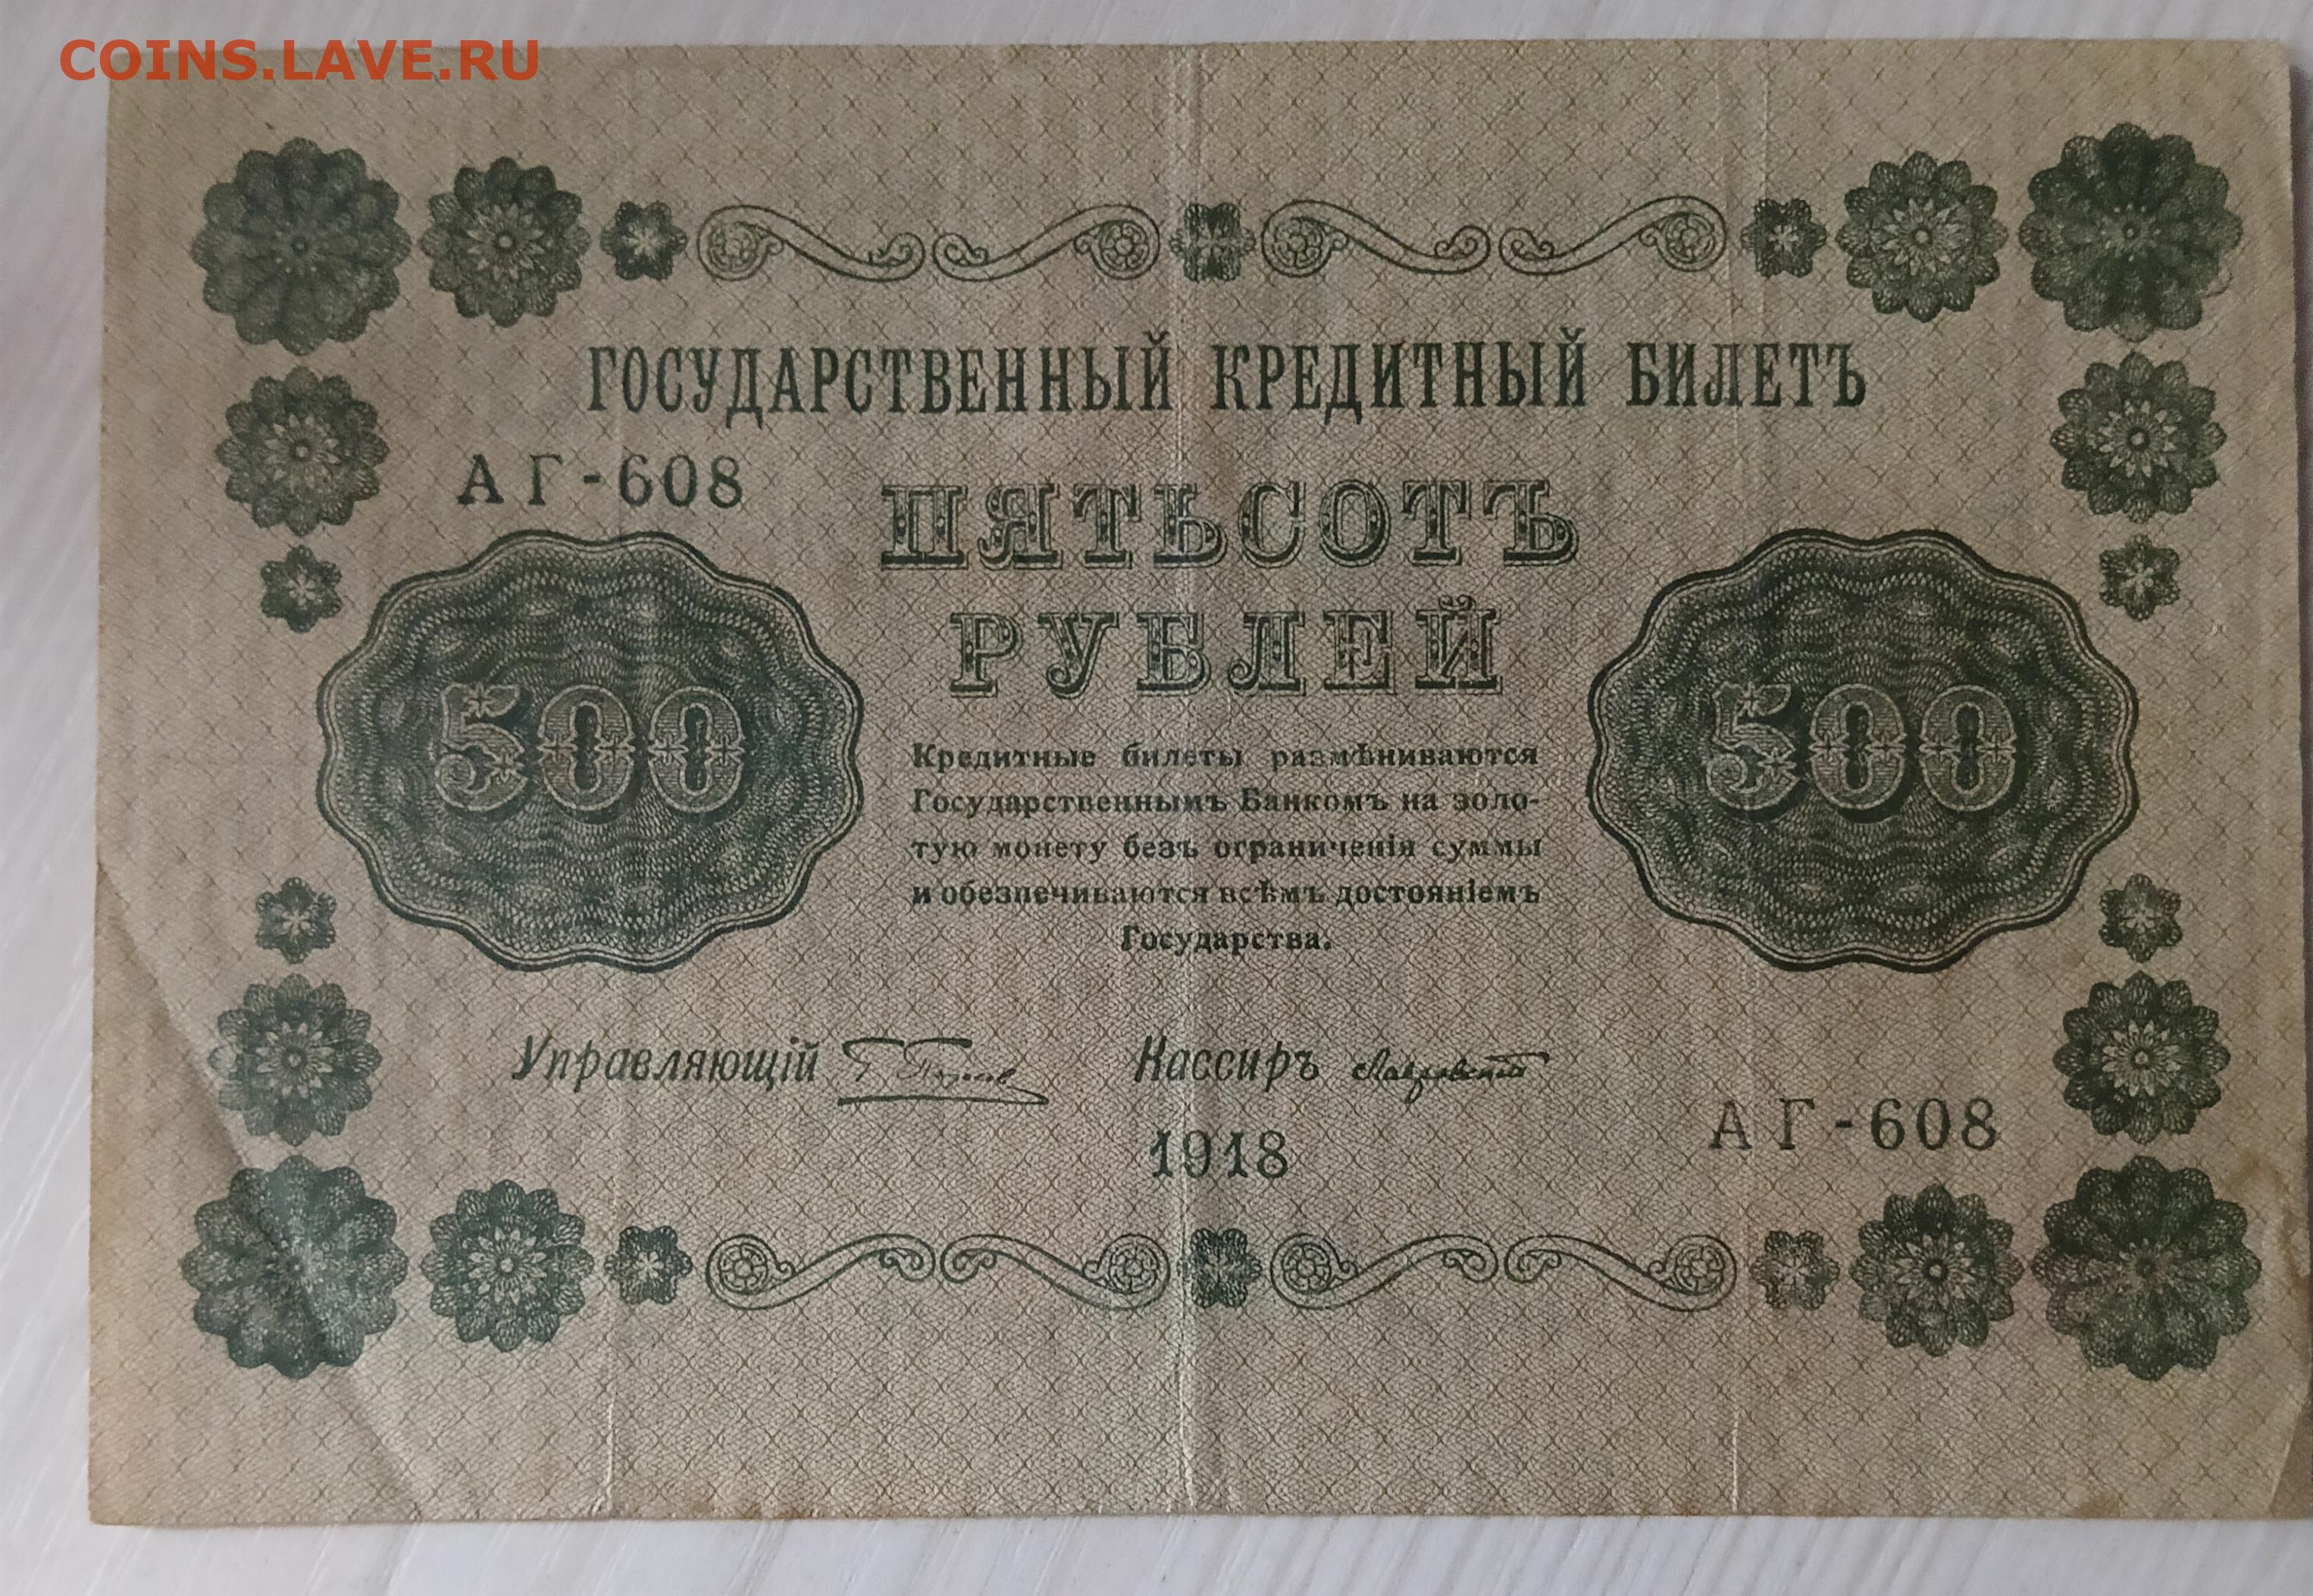 COINS.LAVE.RU
ГОСУДАРСТВЕННЫЙ КРЕДИТНЫЙ БИЛЕТЪ
АГ-608
ПЯТЬСОТЪ
РУБЛЕЙ
500
500
Кредитные билеты размѣниваются
Государственнымъ Банкомъ на золо-
тую монету безъ ограниченія суммы
и обезпечиваются всѣмъ достояніемъ
Государства.
Управляющій
Кассиръ
1918
АГ-608